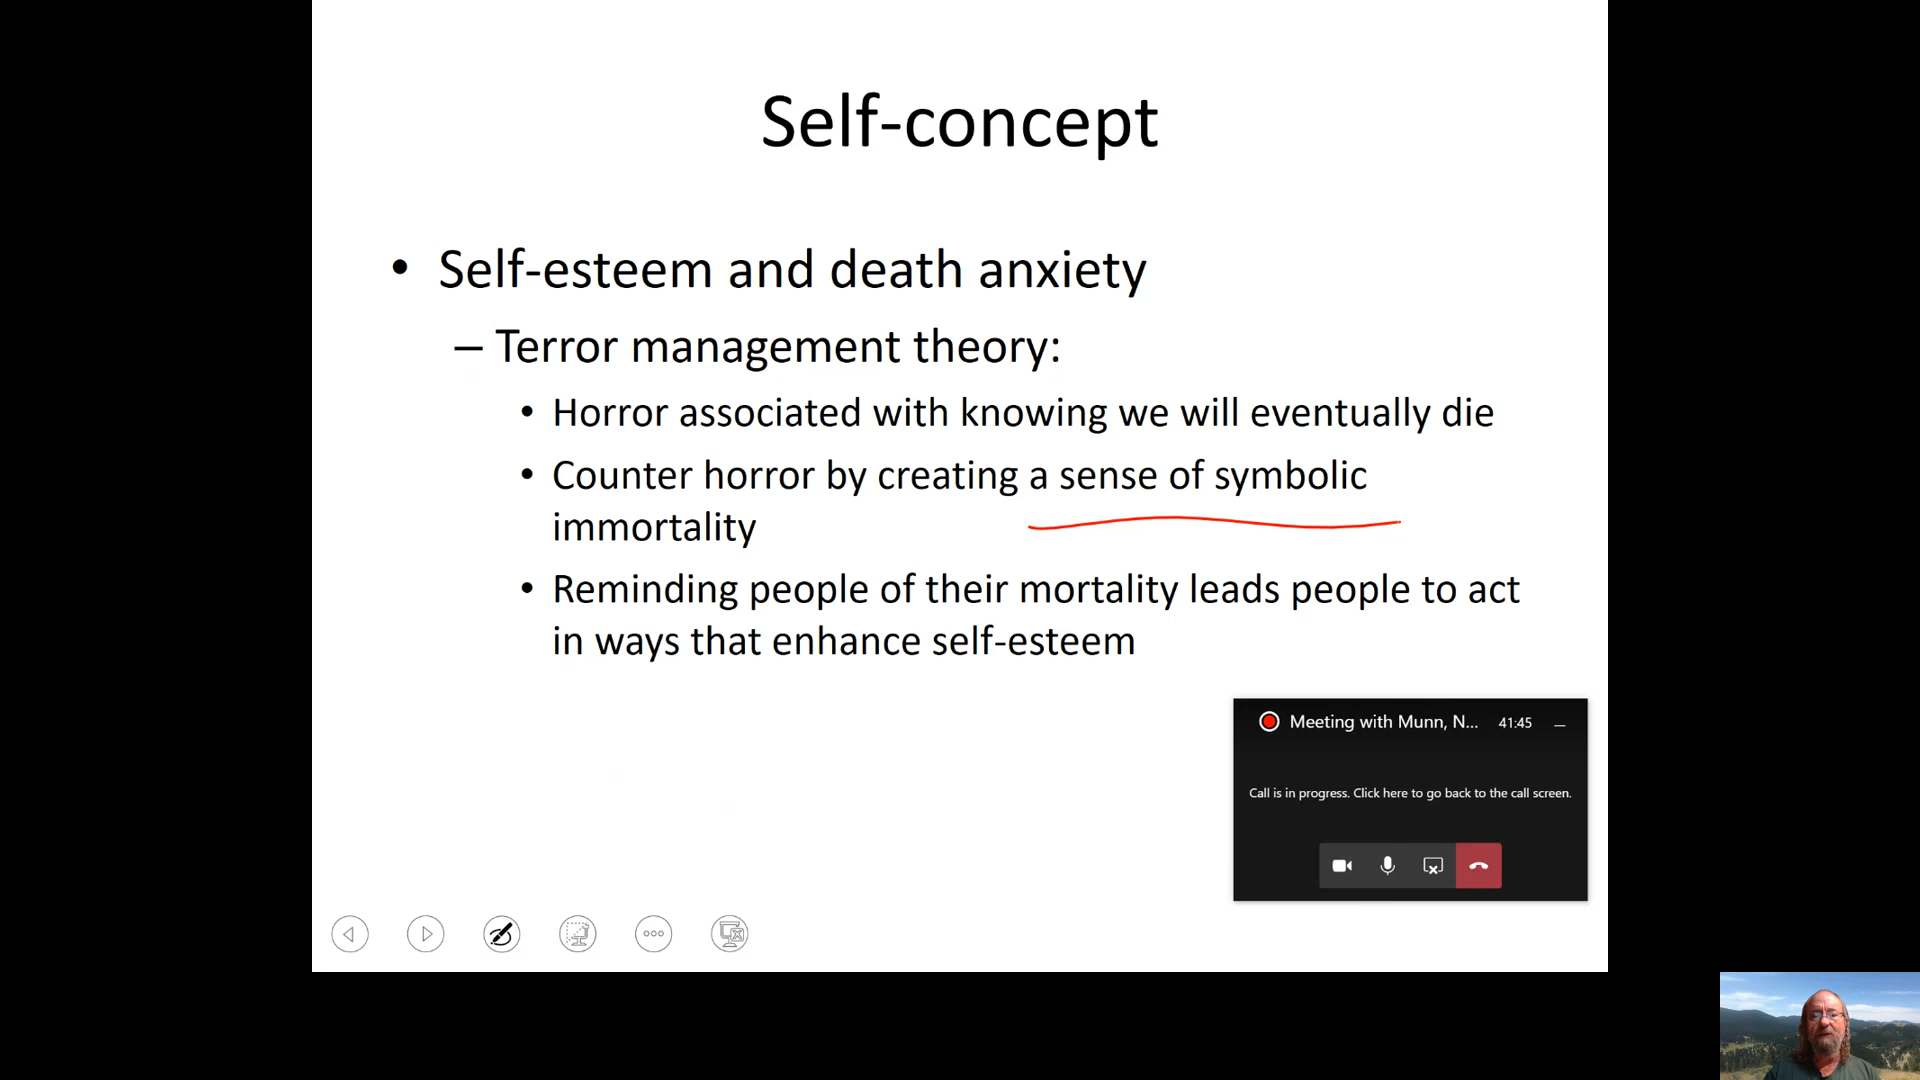 Self-concept
• Self-esteem and death anxiety
– Terror management theory:
• Horror associated with knowing we will eventually die
• Counter horror by creating a sense of symbolic
immortality
• Reminding people of their mortality leads people to act
in ways that enhance self-esteem
Meeting with Munn, N... 41:45
Call is in progress. Click here to go back to the call screen.